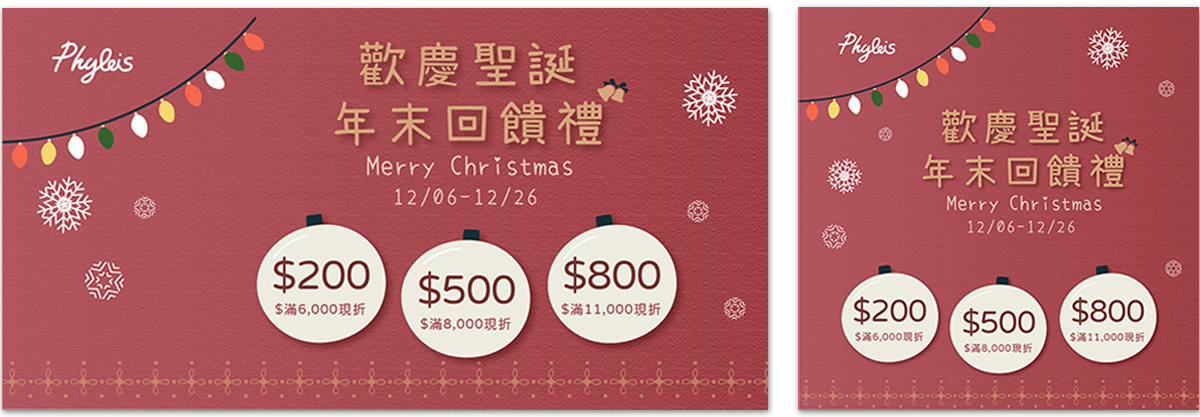 Phyleis
歡慶聖誕
年末回饋禮
Merry Christmas
12/06-12/26
$200
$滿6,000現折
$500
$滿8,000現折
$800
$滿11,000現折
Phyleis
歡慶聖誕
年末回饋禮
Merry Christmas
12/06-12/26
$200
$滿6,000現折
$500
$滿8,000現折
$800
$滿11,000現折